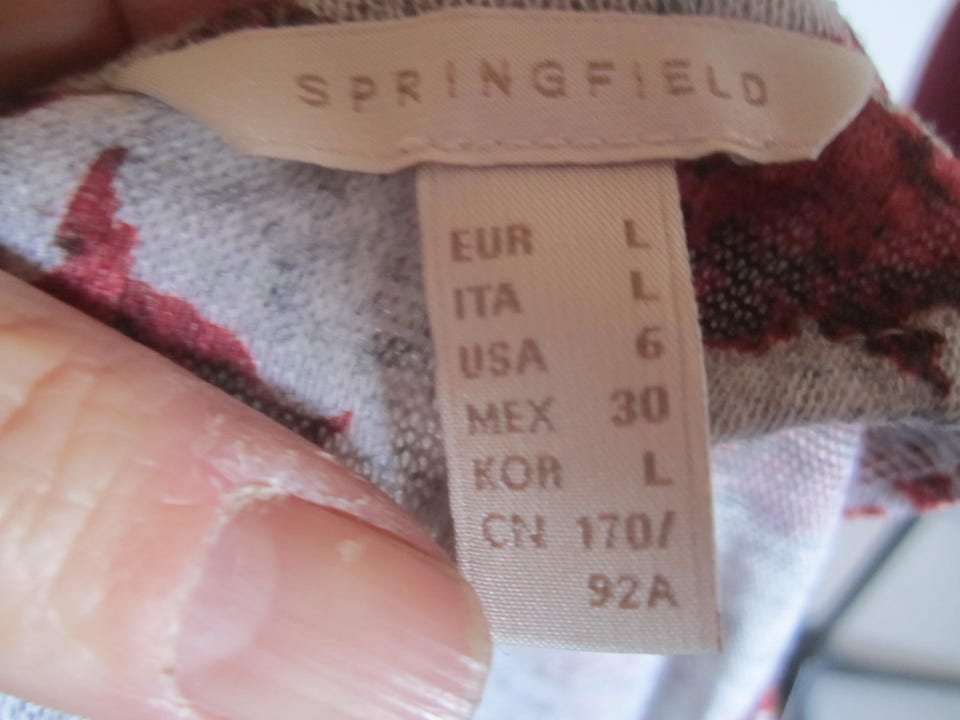 SPRINGFIELD
EUR L
ITA L
USA 6
MEX 30
KOR L
CN 170/
92A